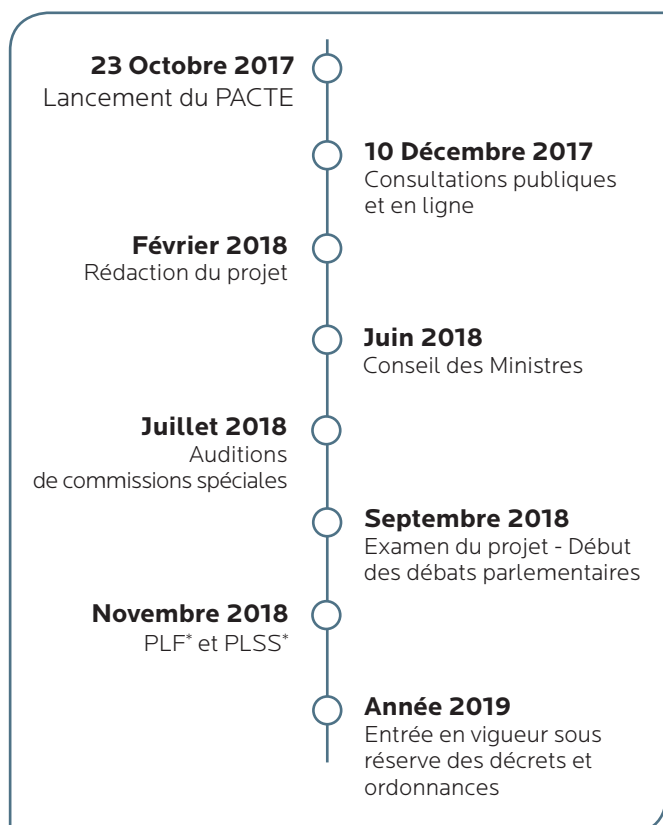 23 Octobre 2017
Lancement du PACTE
10 Décembre 2017
Consultations publiques
et en ligne
Février 2018
Rédaction du projet
Juin 2018
Conseil des Ministres
Juillet 2018
Auditions
de commissions spéciales
Septembre 2018
Examen du projet - Début
des débats parlementaires
Novembre 2018
PLF* et PLSS*
Année 2019
Entrée en vigueur sous
réserve des décrets et
ordonnances